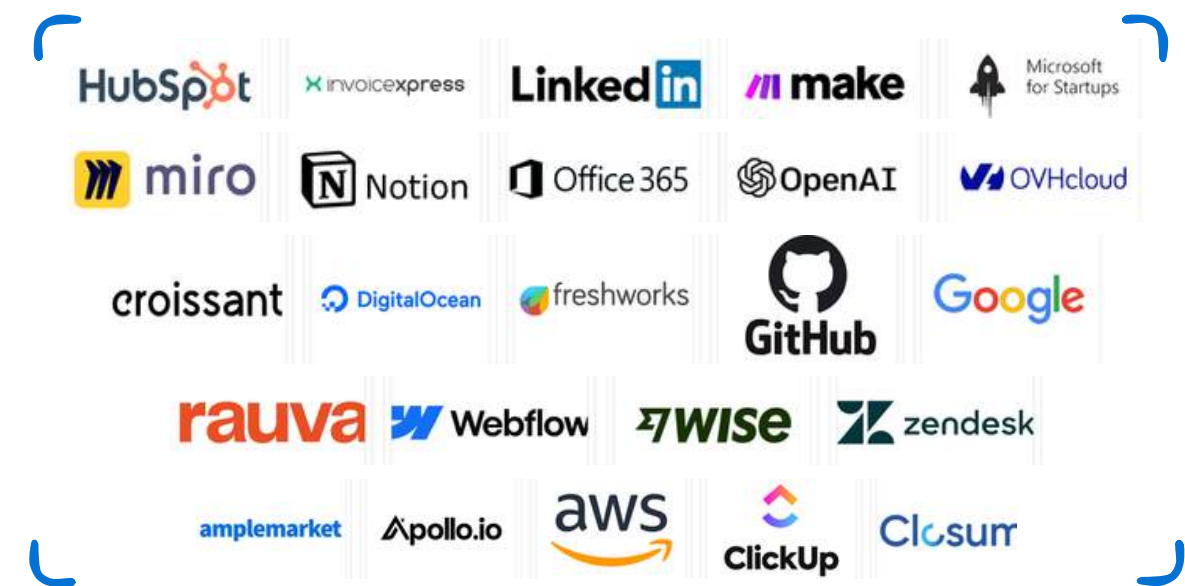 HubSpot invoicexpress Linkedin make Microsoft
for Startups
miro N Notion Office 365 OpenAI OVHcloud
croissant DigitalOcean freshworks GitHub Google
rauva Webflow wise zendesk
amplemarket Apollo.io aws ClickUp Closum